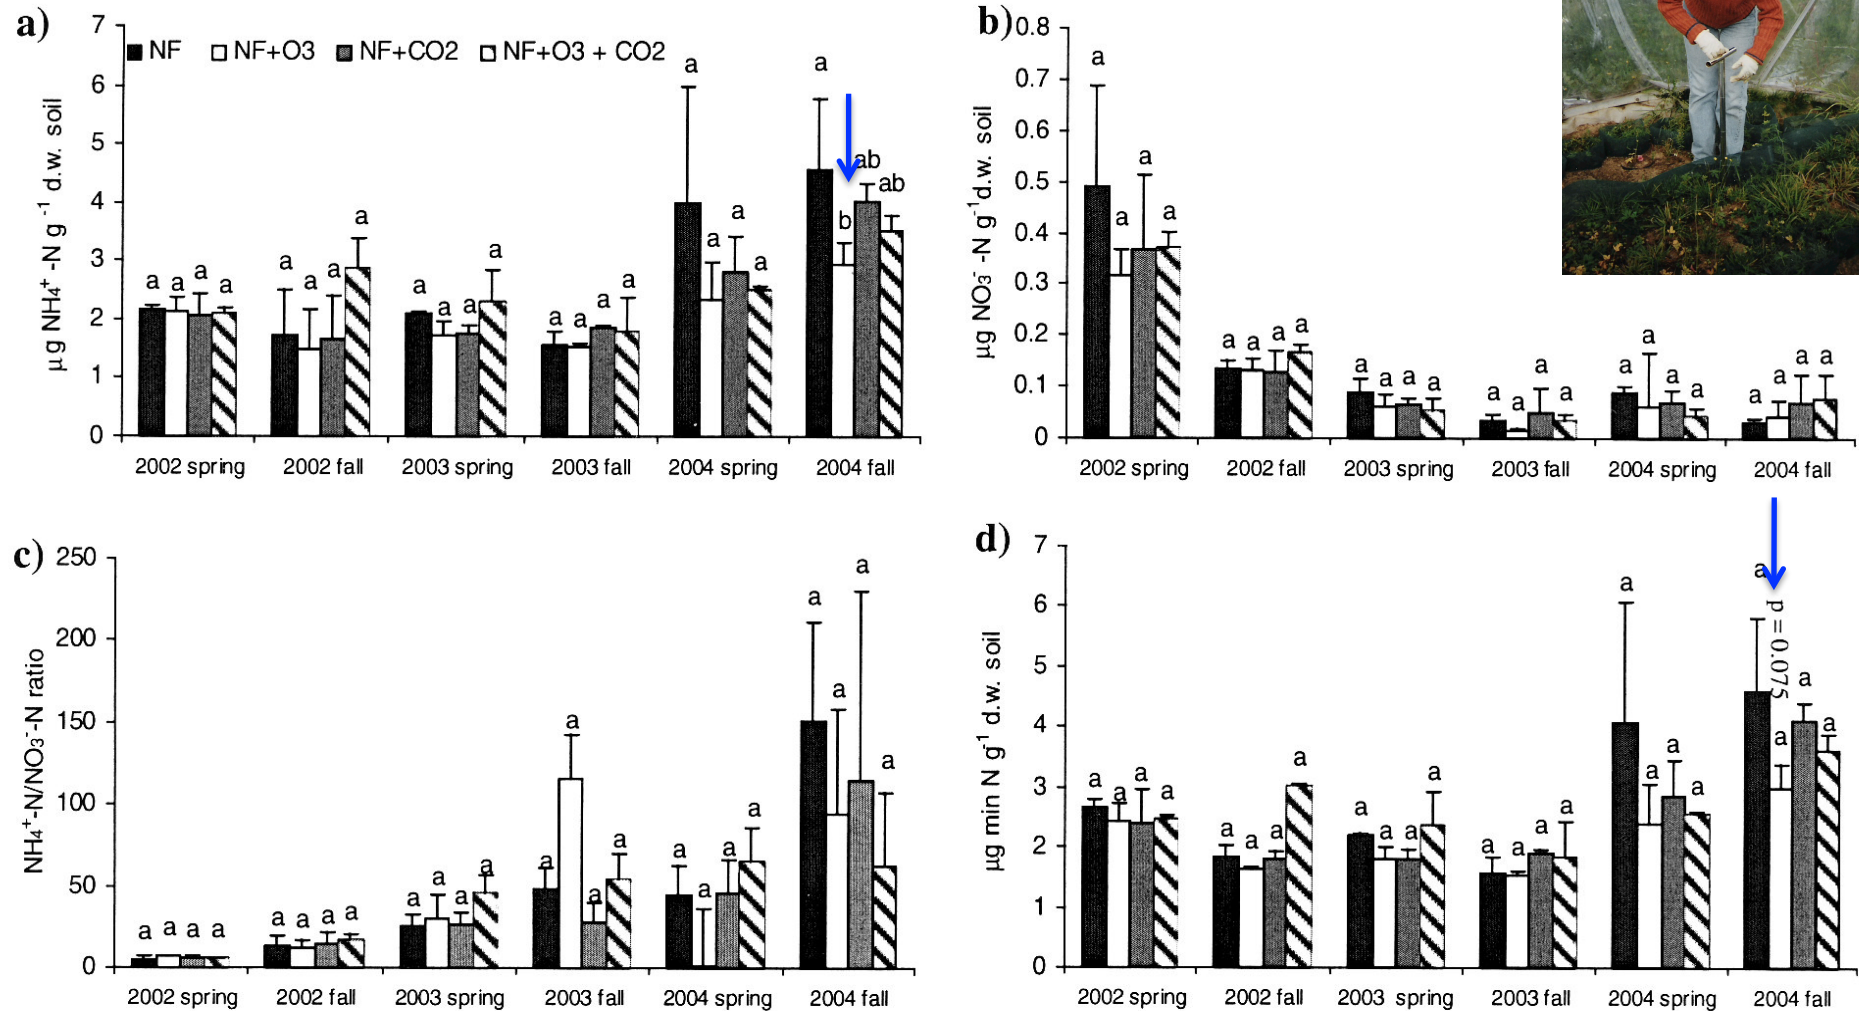 a)
7
6
5
4
3
2
1
0
µg NH₄⁺-N g⁻¹ d.w. soil
NF NF+O3 NF+CO2 NF+O3 + CO2
a a a a
a a a a
a a a a
a a a a
a a a a
a b ab ab
2002 spring 2002 fall 2003 spring 2003 fall 2004 spring 2004 fall
b)
0.8
0.7
0.6
0.5
0.4
0.3
0.2
0.1
0
µg NO₃⁻-N g⁻¹d.w. soil
a a a a
a a a a
a a a a
a a a a
a a a a
a a a a
2002 spring 2002 fall 2003 spring 2003 fall 2004 spring 2004 fall
c)
250
200
150
100
50
0
NH₄⁺-N/NO₃⁻-N ratio
a a a a
a a a a
a a a a
a a a a
a a a a
a a a a
2002 spring 2002 fall 2003 spring 2003 fall 2004 spring 2004 fall
d)
7
6
5
4
3
2
1
0
µg min N g⁻¹ d.w. soil
a a a a
a a a a
a a a a
a a a a
a a a a
a a a a
p = 0.075
2002 spring 2002 fall 2003 spring 2003 fall 2004 spring 2004 fall